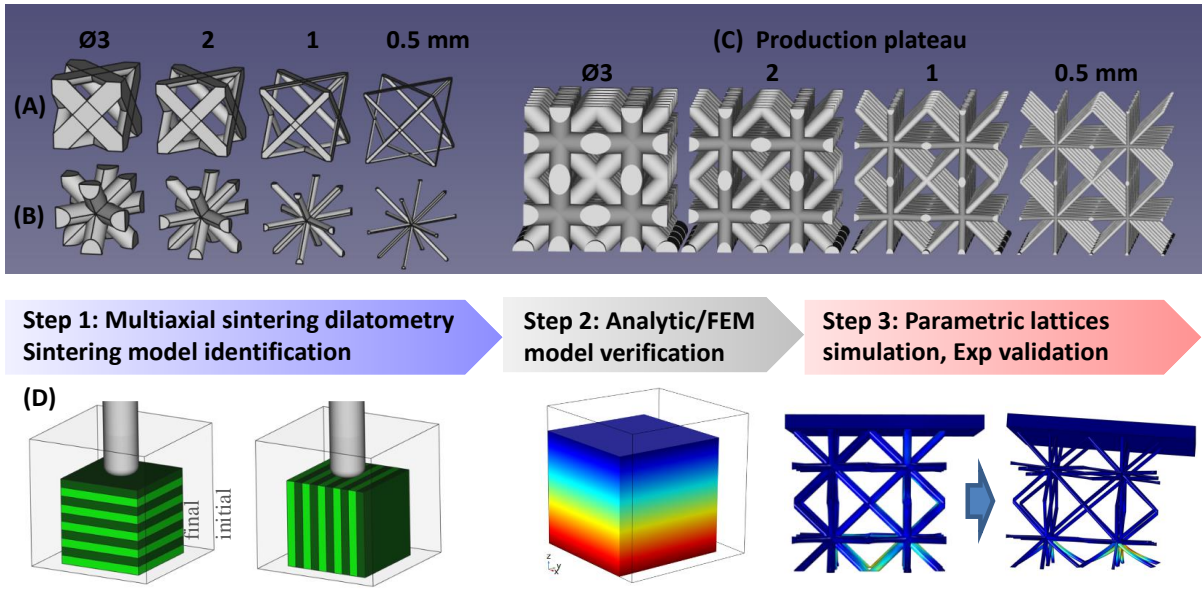 Ø3 2 1 0.5 mm
(A)
(B)
(C) Production plateau
Ø3 2 1 0.5 mm
Step 1: Multiaxial sintering dilatometry
Sintering model identification
Step 2: Analytic/FEM
model verification
Step 3: Parametric lattices
simulation, Exp validation
(D)
final
initial
z
y
x